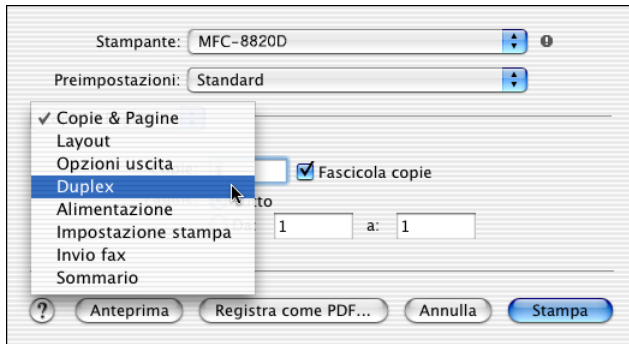 Stampante: MFC-8820D
Preimpostazioni: Standard
✓ Copie & Pagine
Layout
Opzioni uscita
Fascicola copie
Duplex
Alimentazione
Impostazione stampa
Da: 1 a: 1
Invio fax
Sommario
? Anteprima Registra come PDF... Annulla Stampa